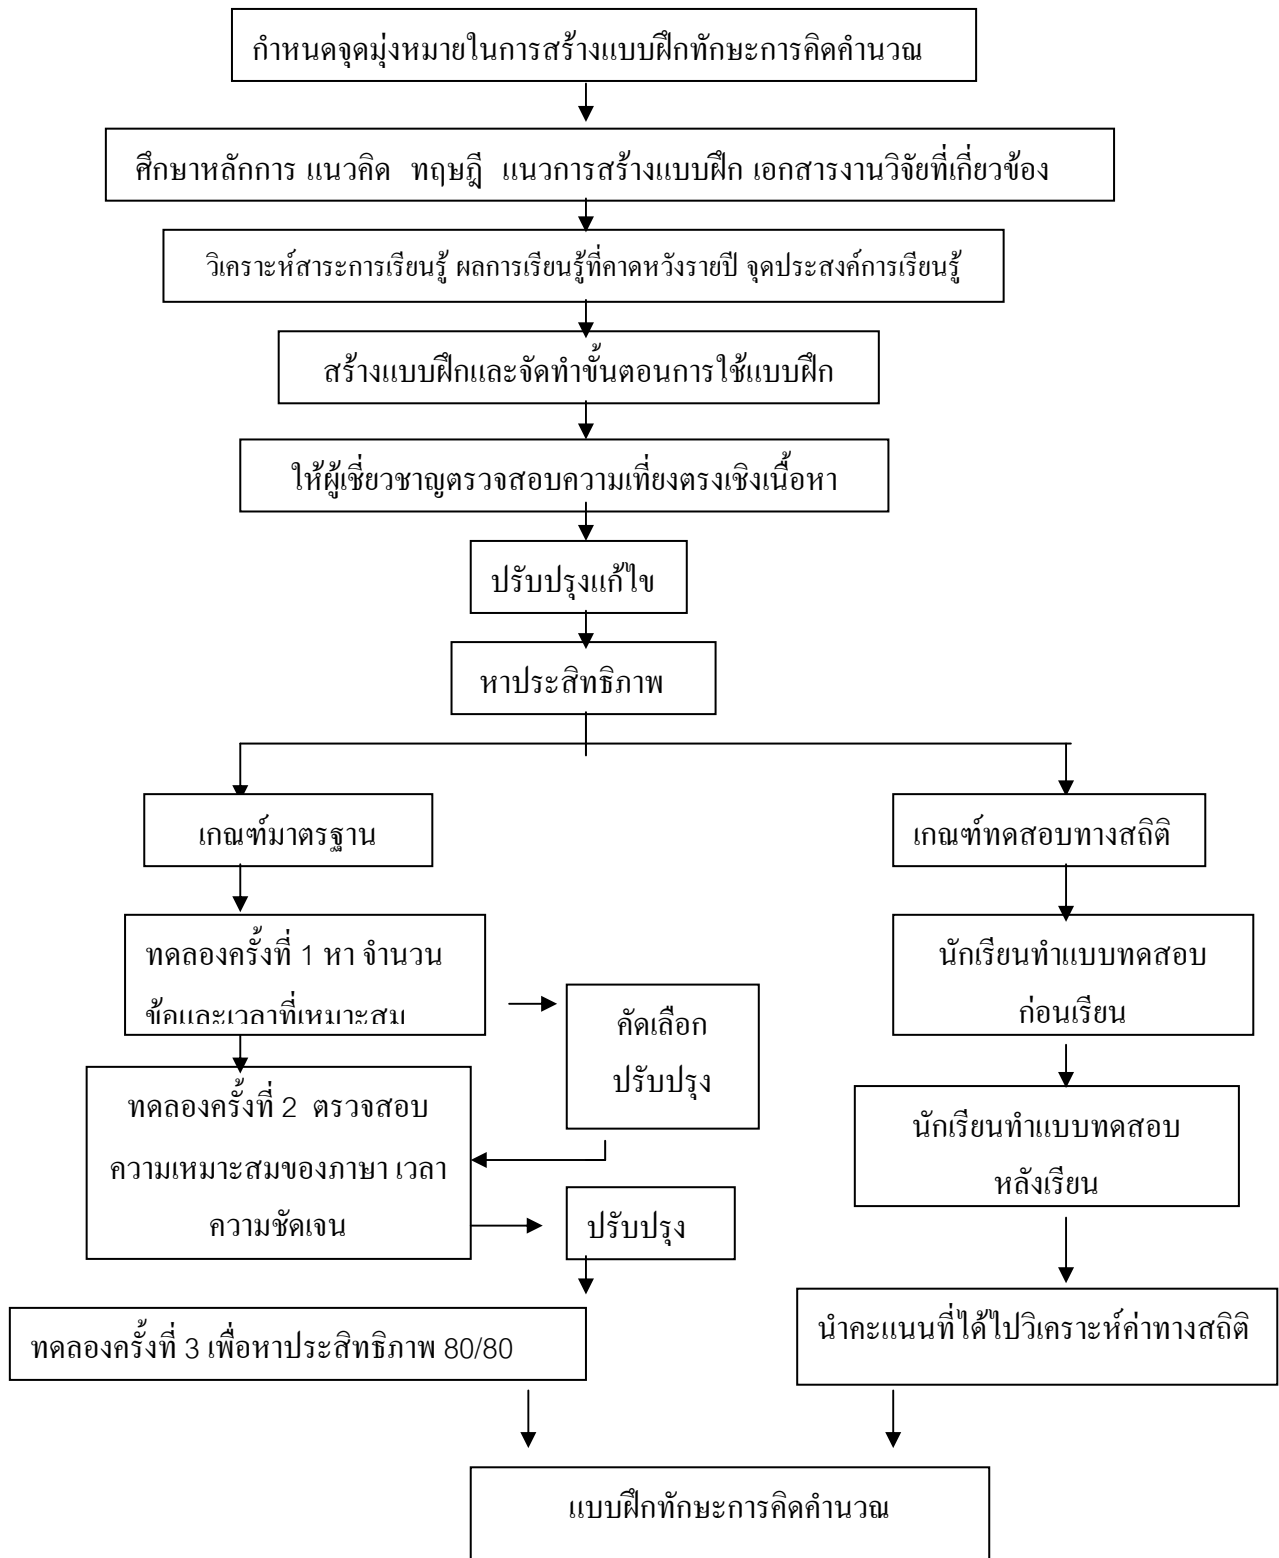 กำหนดจุดมุ่งหมายในการสร้างแบบฝึกทักษะการคิดคำนวณ
ศึกษาหลักการ แนวคิด ทฤษฎี แนวการสร้างแบบฝึก เอกสารงานวิจัยที่เกี่ยวข้อง
วิเคราะห์สาระการเรียนรู้ ผลการเรียนรู้ที่คาดหวังรายปี จุดประสงค์การเรียนรู้
สร้างแบบฝึกและจัดทำขั้นตอนการใช้แบบฝึก
ให้ผู้เชี่ยวชาญตรวจสอบความเที่ยงตรงเชิงเนื้อหา
ปรับปรุงแก้ไข
หาประสิทธิภาพ
เกณฑ์มาตรฐาน
ทดลองครั้งที่ 1 หา จำนวน
ข้อและเวลาที่เหมาะสม
คัดเลือก
ปรับปรุง
ทดลองครั้งที่ 2 ตรวจสอบ
ความเหมาะสมของภาษา เวลา
ความชัดเจน
ปรับปรุง
ทดลองครั้งที่ 3 เพื่อหาประสิทธิภาพ 80/80
เกณฑ์ทดสอบทางสถิติ
นักเรียนทำแบบทดสอบ
ก่อนเรียน
นักเรียนทำแบบทดสอบ
หลังเรียน
นำคะแนนที่ได้ไปวิเคราะห์ค่าทางสถิติ
แบบฝึกทักษะการคิดคำนวณ